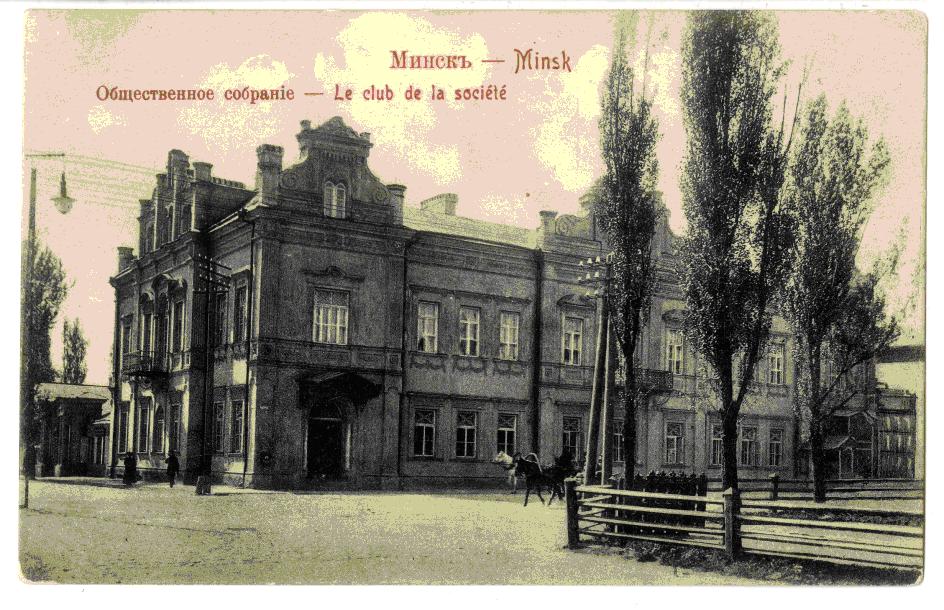 Минскъ — Minsk
Общественное собраніе — Le club de la société